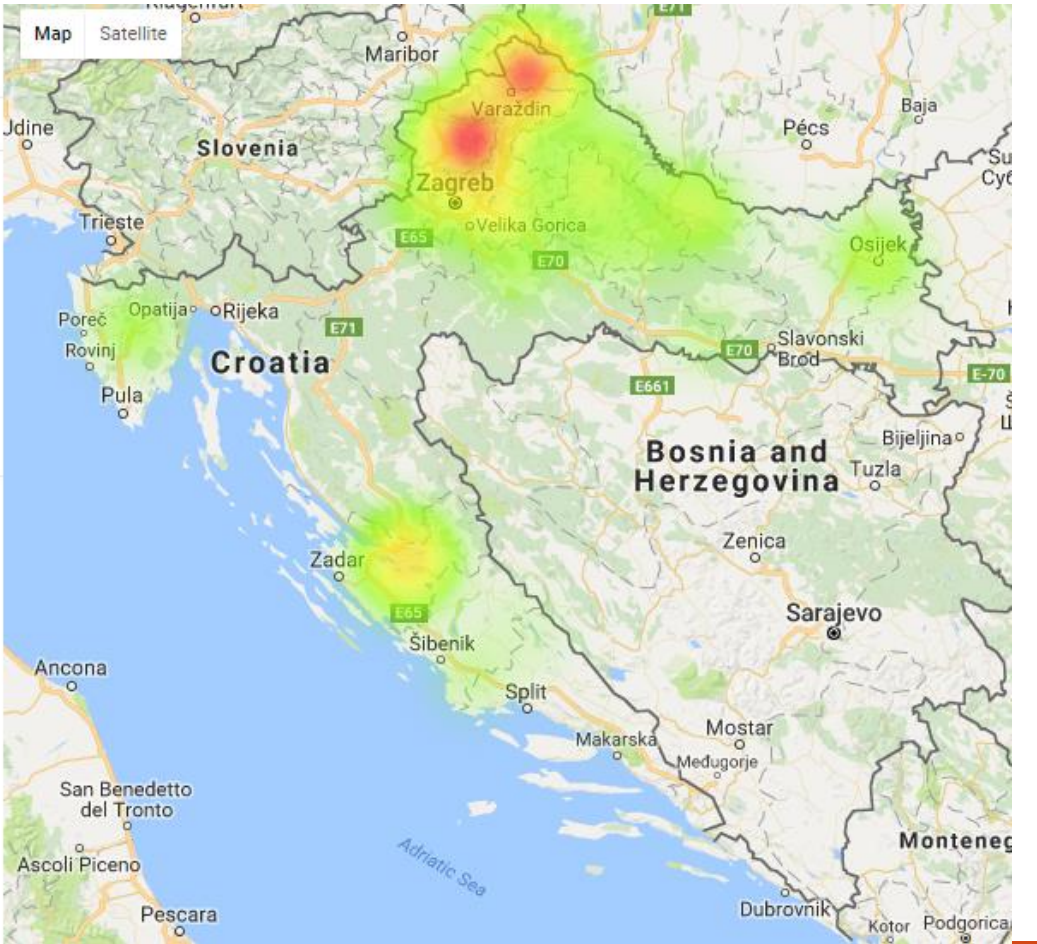 E71
Map Satellite
Maribor
Varaždin
Baja
Udine
Pécs
Slovenia
Zagreb
Trieste
Velika Gorica
E65
Osijek
E70
Opatija
Rijeka
Poreč
E71
Rovinj
Slavonski
Brod
E70
Croatia
E-70
E661
Pula
Bijeljina
Bosnia and
Herzegovina
Tuzla
Zenica
Zadar
E65
Sarajevo
Šibenik
Ancona
Split
Mostar
Makarska
Međugorje
San Benedetto
del Tronto
Adriatic Sea
Monteneg
Ascoli Piceno
Dubrovnik
Pescara
Kotor
Podgorica